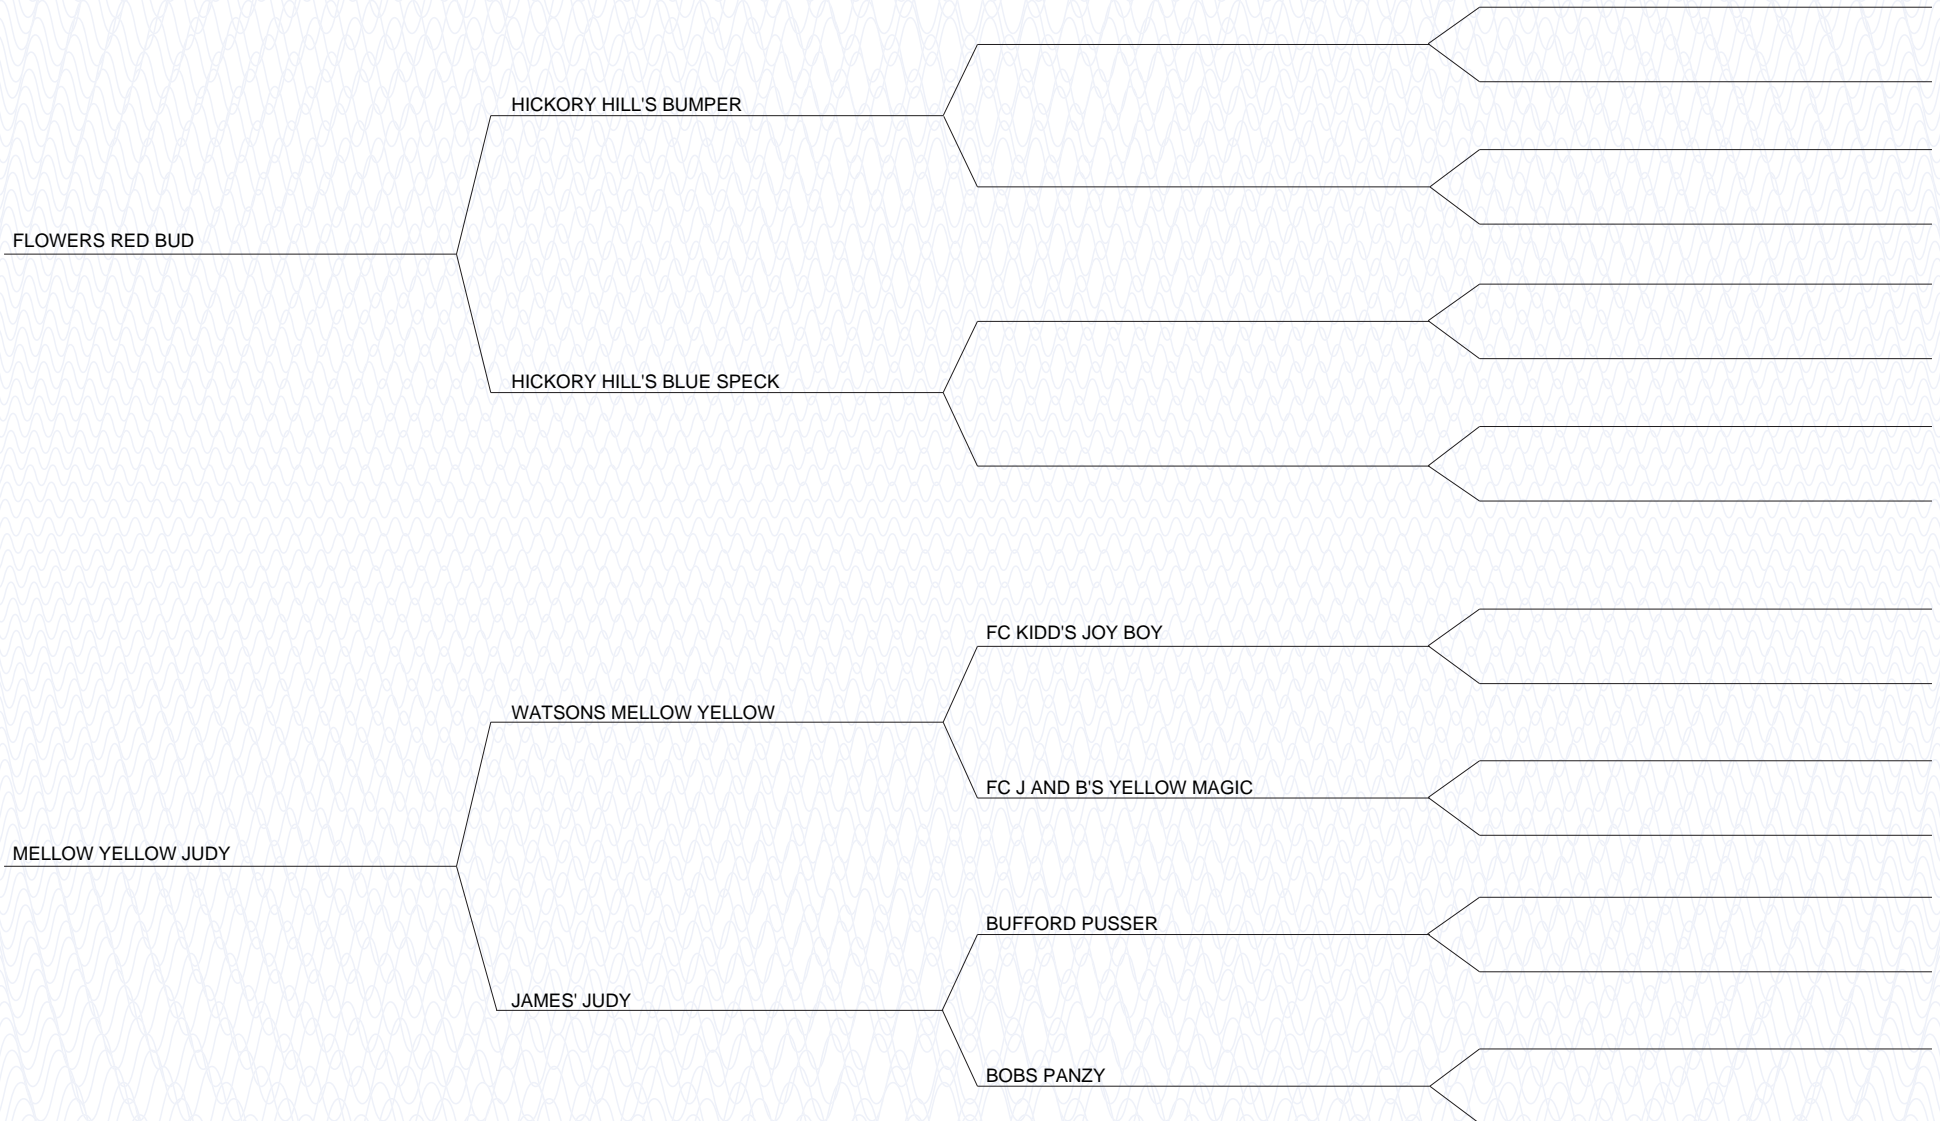 HICKORY HILL'S BUMPER
FLOWERS RED BUD
HICKORY HILL'S BLUE SPECK
FC KIDD'S JOY BOY
WATSONS MELLOW YELLOW
FC J AND B'S YELLOW MAGIC
MELLOW YELLOW JUDY
BUFFORD PUSSER
JAMES' JUDY
BOBS PANZY